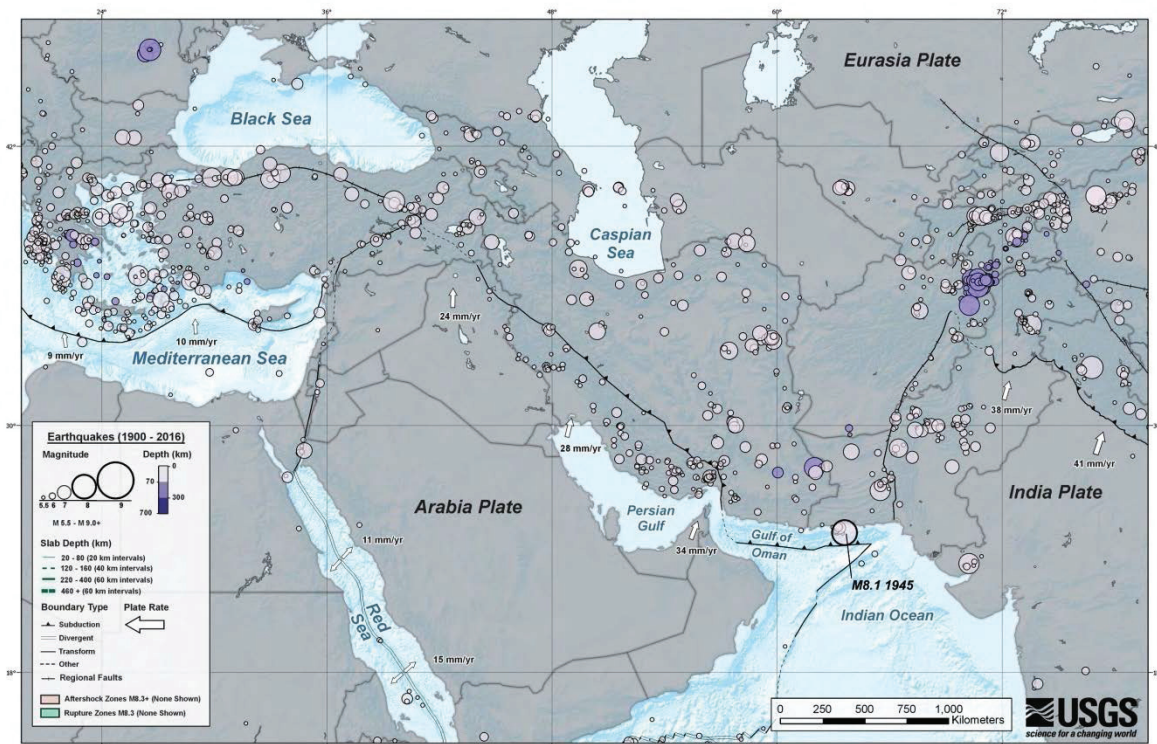 24°
36°
48°
60°
72°
Eurasia Plate
Black Sea
42°
42°
Caspian
Sea
24 mm/yr
9 mm/yr
10 mm/yr
Mediterranean Sea
38 mm/yr
30°
28 mm/yr
41 mm/yr
Arabia Plate
India Plate
Persian
Gulf
34 mm/yr
Gulf of
Oman
11 mm/yr
M8.1 1945
Indian Ocean
Red
Sea
15 mm/yr
18°
18°
Earthquakes (1900 - 2016)
Magnitude
Depth (km)
0
70
300
700
5.5 6 7 8 9
M 5.5 - M 9.0+
Slab Depth (km)
20 - 80 (20 km intervals)
120 - 160 (40 km intervals)
220 - 400 (60 km intervals)
460 + (60 km intervals)
Boundary Type Plate Rate
Subduction
Divergent
Transform
Other
Regional Faults
Aftershock Zones M8.3+ (None Shown)
Rupture Zones M8.3 (None Shown)
0 250 500 750 1,000
Kilometers
USGS
science for a changing world